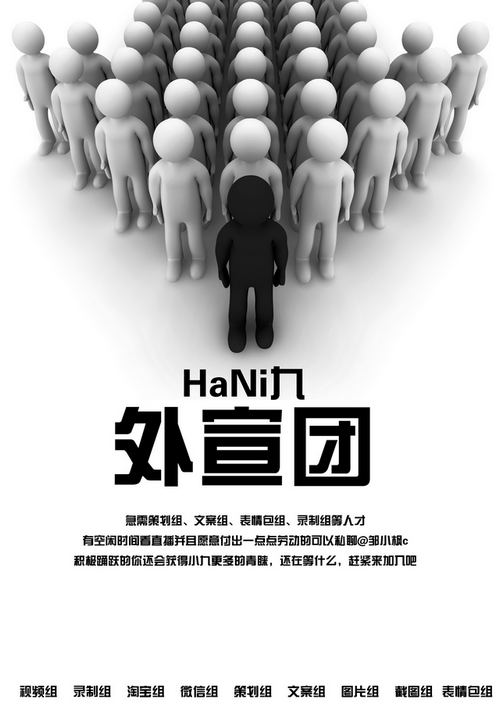 HaNi九
外宣团
急需策划组、文案组、表情包组、录制组等人才
有空闲时间看直播并且愿意付出一点点劳动的可以私聊@邹小枫c
积极踊跃的你还会获得小九更多的青睐，还在等什么，赶紧来加入吧
视频组 录制组 淘宝组 微信组 策划组 文案组 图片组 截图组 表情包组